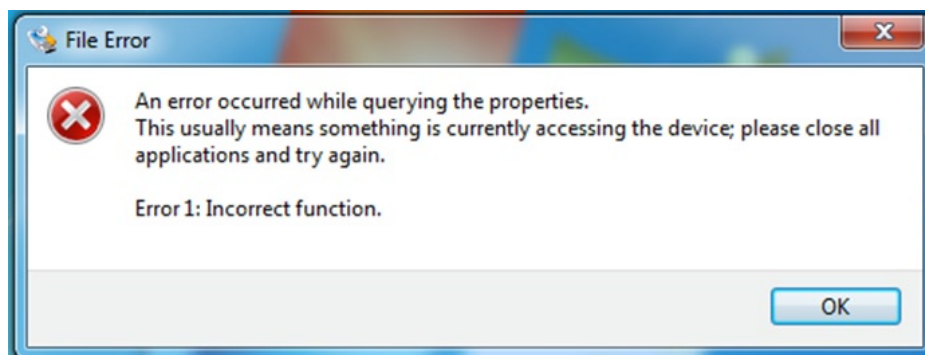 File Error
An error occurred while querying the properties.
This usually means something is currently accessing the device; please close all
applications and try again.
Error 1: Incorrect function.
OK